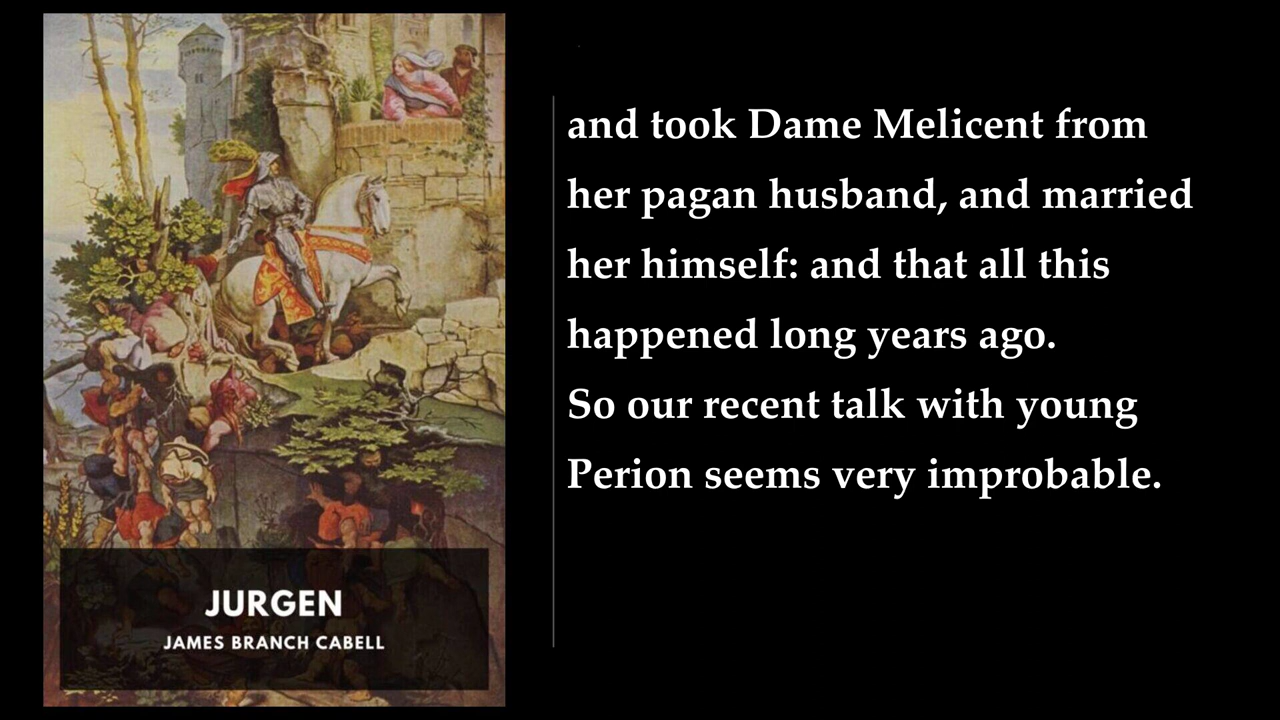 JURGEN
JAMES BRANCH CABELL
and took Dame Melicent from
her pagan husband, and married
her himself: and that all this
happened long years ago.
So our recent talk with young
Perion seems very improbable.